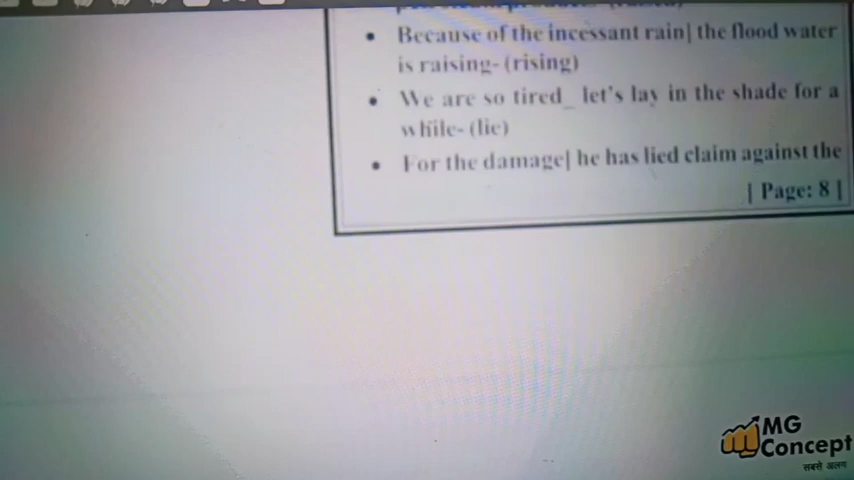 Because of the incessant rain| the flood water
is raising- (rising)
We are so tired_ let's lay in the shade for a
while- (lie)
For the damage| he has lied claim against the
| Page: 8 |
MG
Concept
सबसे अलग